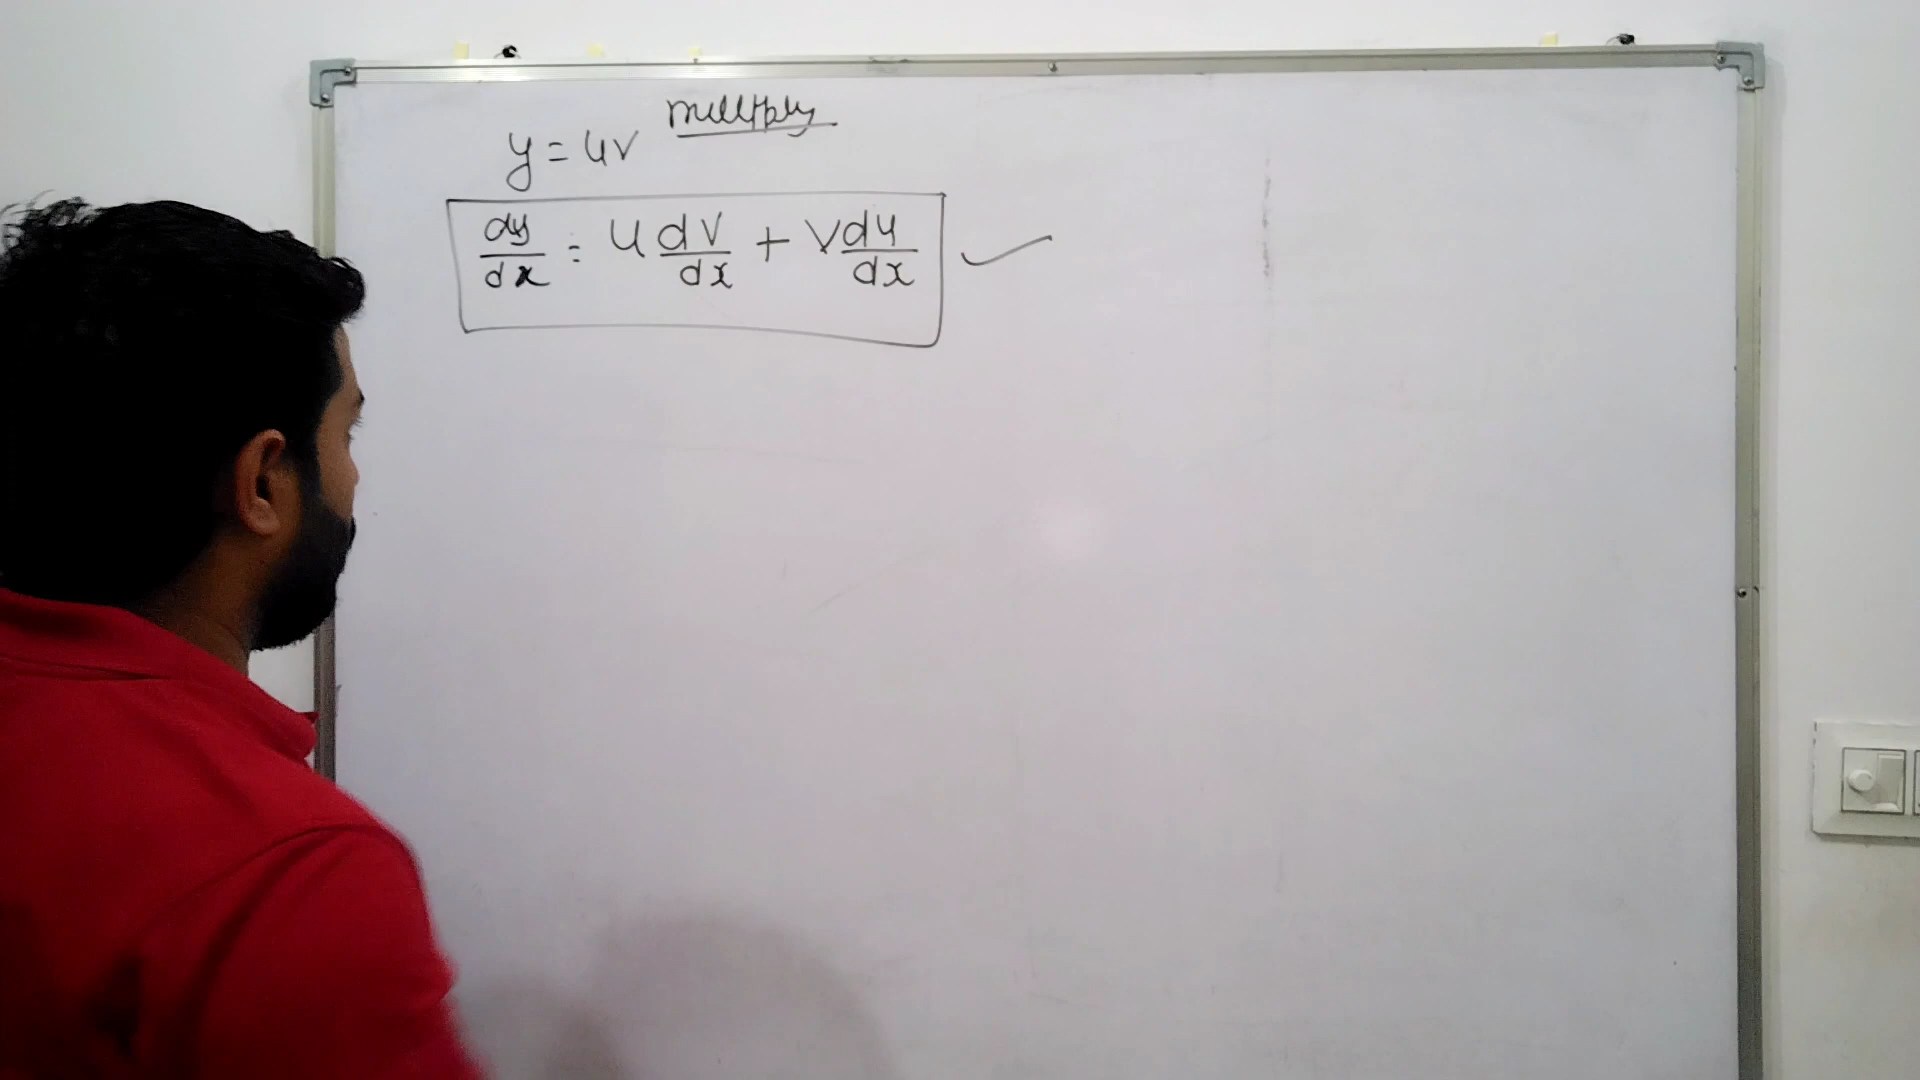 multiply
y = uv
dy/dx = u dv/dx + v du/dx